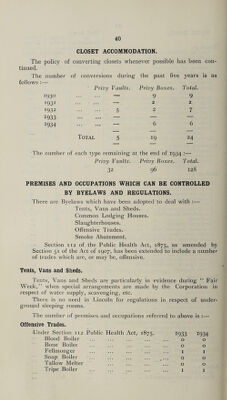 40
CLOSET ACCOMMODATION.
The policy of converting closets whenever possible has been con-
tinued.
The number of conversions during the past five years is as
follows :—
Privy Vaults. Privy Boxes. Total.
1930 ... ... — 9 9
1931 ... ... — 2 2
1932 ... ... 5 2 7
1933 ... ... — — —
1934 ... ... — 6 6
Total 5 19 24
The number of each type remaining at the end of 1934 :—
Privy Vaults. Privy Boxes. Total.
32 96 128
PREMISES AND OCCUPATIONS WHICH CAN BE CONTROLLED
BY BYELAWS AND REGULATIONS.
There are Byelaws which have been adopted to deal with :—
Tents, Vans and Sheds.
Common Lodging Houses.
Slaughterhouses.
Offensive Trades.
Smoke Abatement.
Section 112 of the Public Health Act, 1875, as amended by
Section 51 of the Act of 1907, has been extended to include a number
of trades which are, or may be, offensive.
Tents, Vans and Sheds.
Tents, Vans and Sheds are particularly in evidence during " Fair
Week," when special arrangements are made by the Corporation in
respect of water supply, scavenging, etc.
There is no need in Lincoln for regulations in respect of under-
ground sleeping rooms.
The number of premises and occupations referred to above is :—
Offensive Trades.
Under Section 112 Public Health Act, 1875. 1933 1934
Blood Boiler ... ... ... ... ... 0 0
Bone Boiler ... ... ... ... ... 0 0
Fellmonger ... ... ... ... ... 1 1
Soap Boiler ... ... ... ... ... 0 0
Tallow Melter ... ... ... ... ... 0 0
Tripe Boiler ... ... ... ... ... 1 1